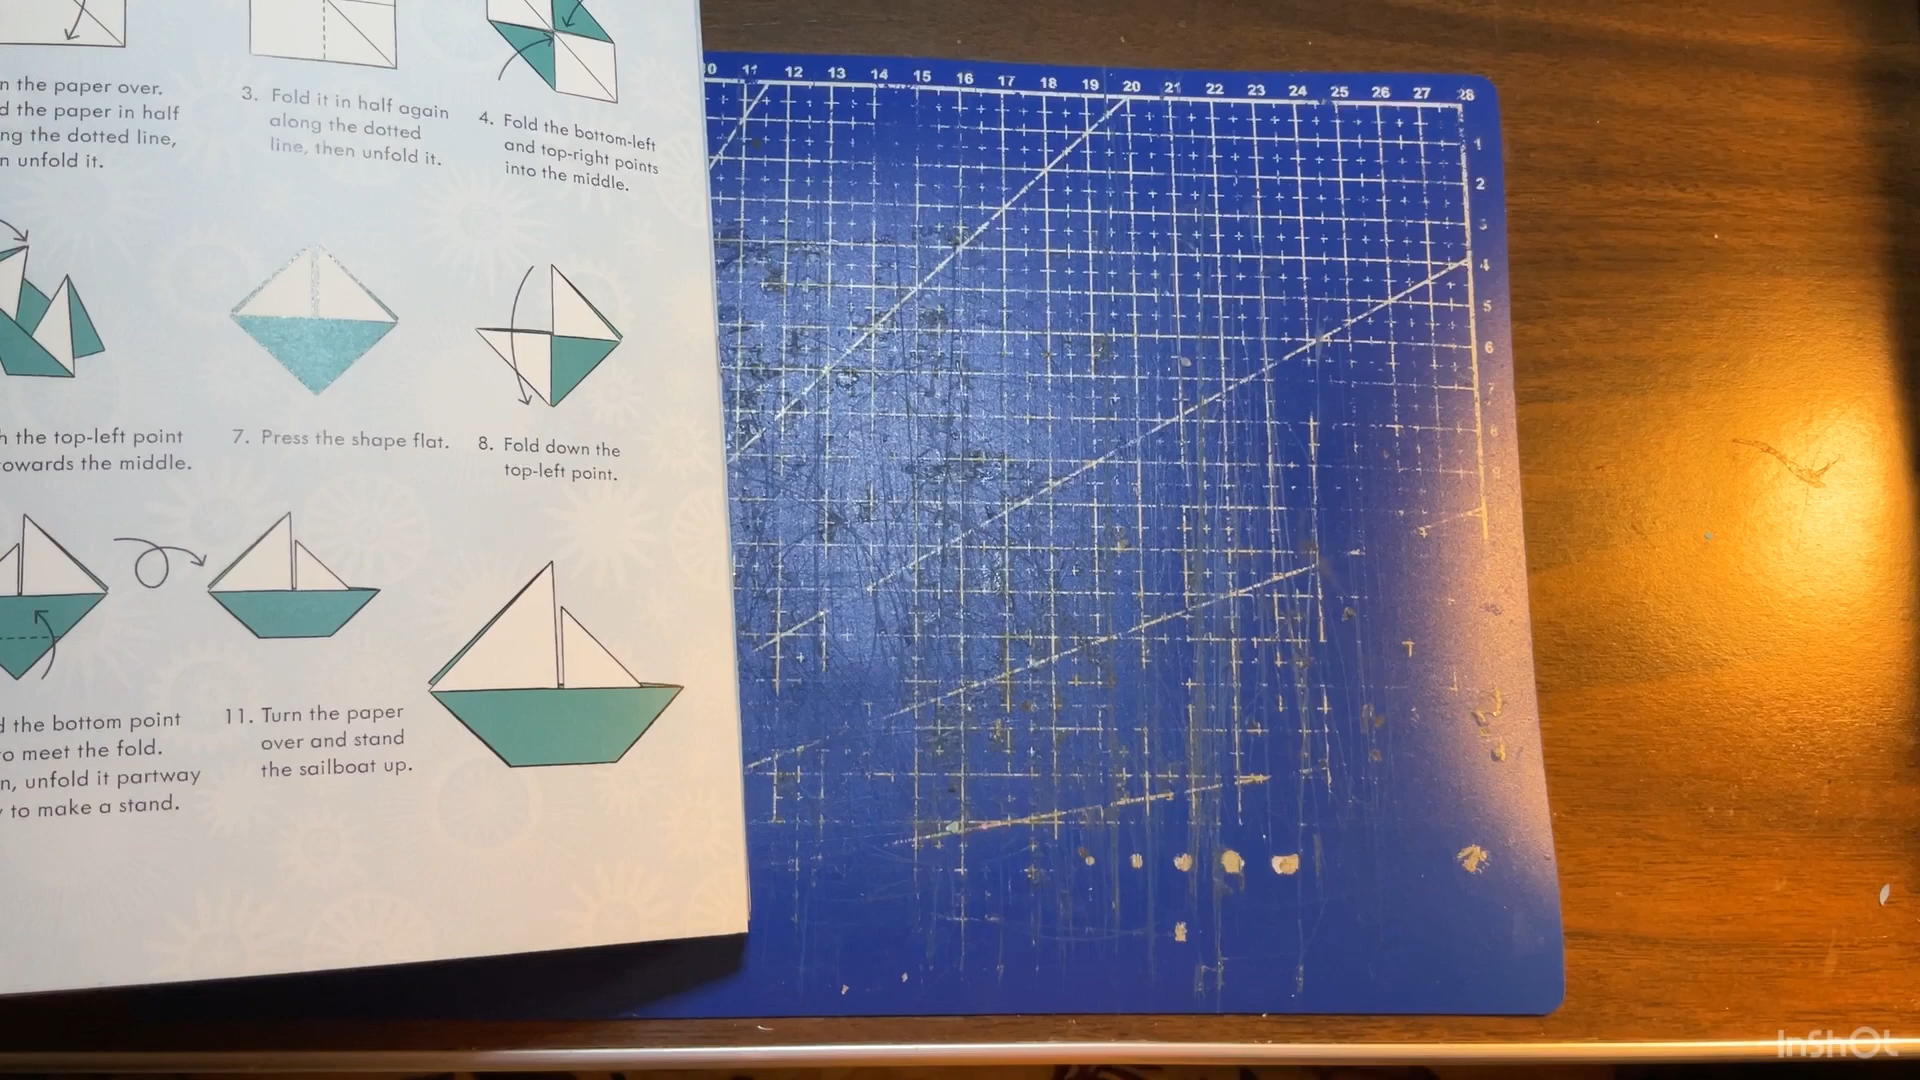 n the paper over.
d the paper in half
ng the dotted line,
n unfold it.
3. Fold it in half again
along the dotted
line, then unfold it.
4. Fold the bottom-left
and top-right points
into the middle.
h the top-left point
owards the middle.
7. Press the shape flat.
8. Fold down the
top-left point.
d the bottom point
o meet the fold.
n, unfold it partway
to make a stand.
11. Turn the paper
over and stand
the sailboat up.
0 11 12 13 14 15 16 17 18 19 20 21 22 23 24 25 26 27 28
1
2
4
5
6
InShOt